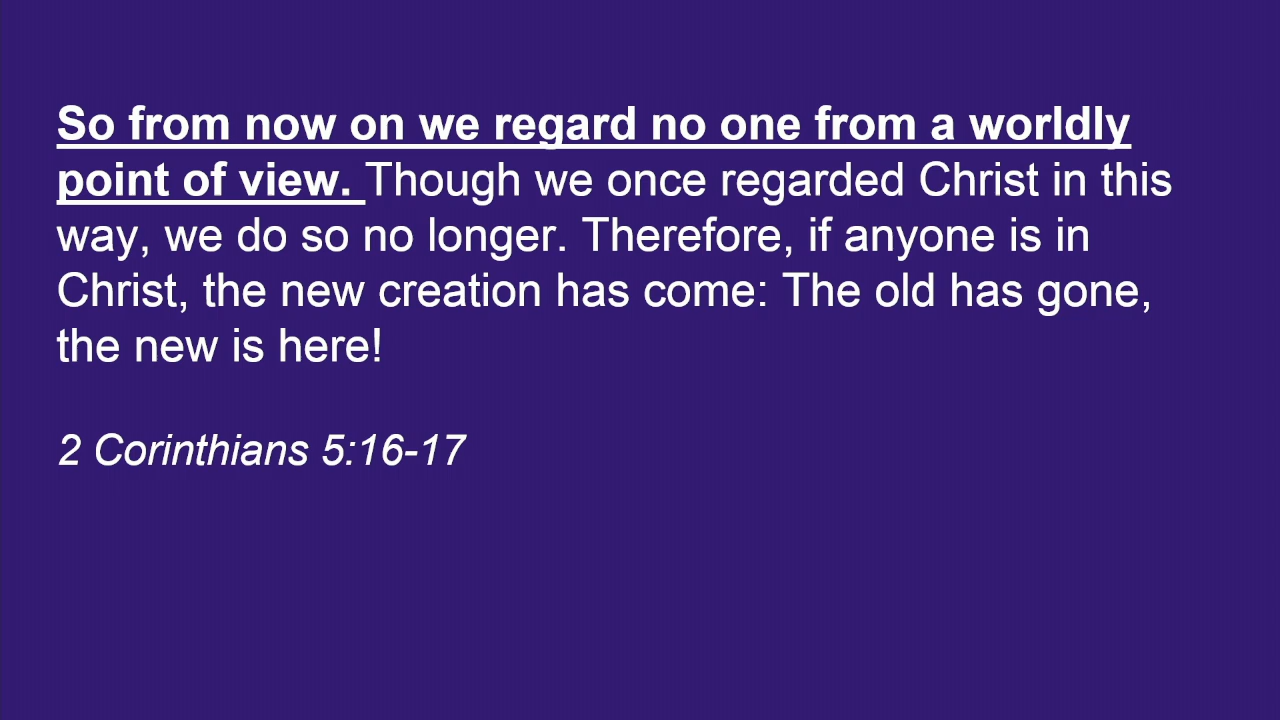 So from now on we regard no one from a worldly
point of view. Though we once regarded Christ in this
way, we do so no longer. Therefore, if anyone is in
Christ, the new creation has come: The old has gone,
the new is here!
2 Corinthians 5:16-17